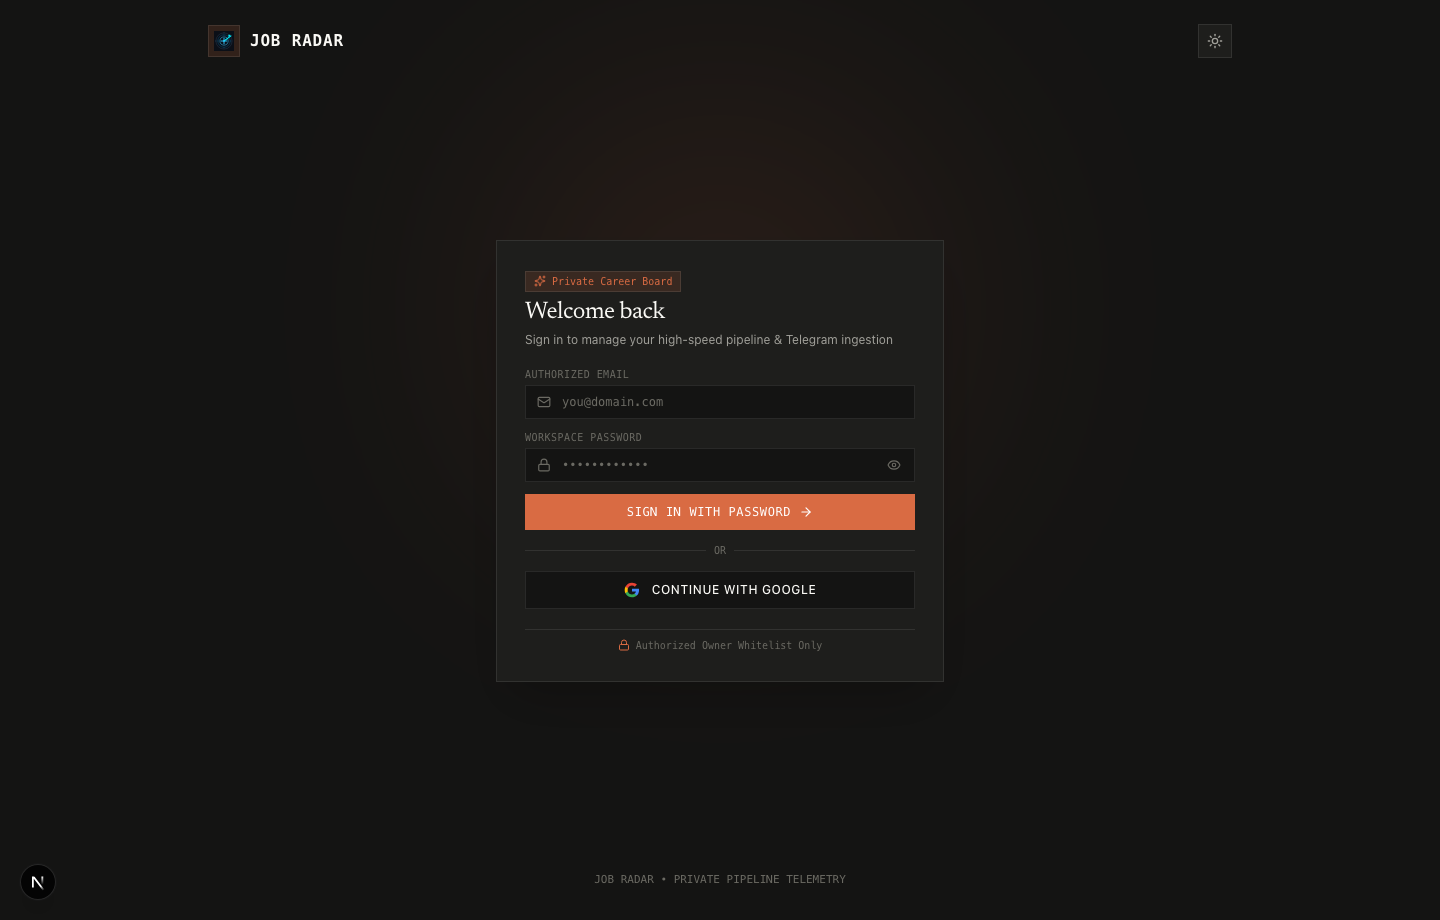 JOB RADAR
Private Career Board
Welcome back
Sign in to manage your high-speed pipeline & Telegram ingestion
AUTHORIZED EMAIL
you@domain.com
WORKSPACE PASSWORD
••••••••••••
SIGN IN WITH PASSWORD →
OR
CONTINUE WITH GOOGLE
Authorized Owner Whitelist Only
JOB RADAR • PRIVATE PIPELINE TELEMETRY
N